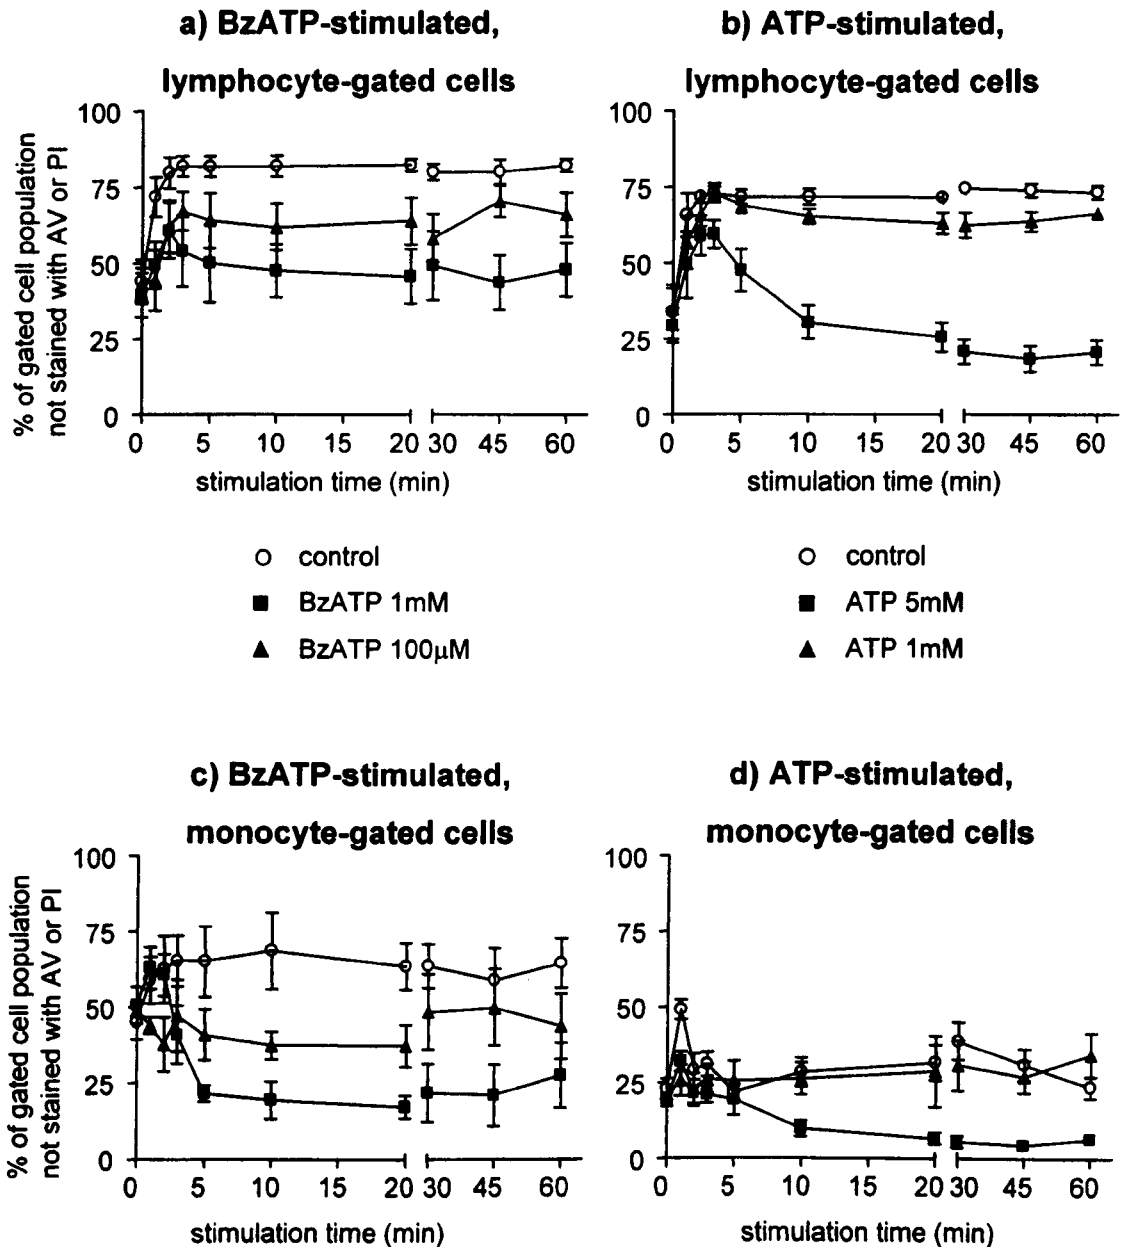 a) BzATP-stimulated,
lymphocyte-gated cells
b) ATP-stimulated,
lymphocyte-gated cells
% of gated cell population
not stained with AV or PI
100
75
50
25
0
0 5 10 15 20 30 45 60
stimulation time (min)
100
75
50
25
0
0 5 10 15 20 30 45 60
stimulation time (min)
control
BzATP 1mM
BzATP 100µM
control
ATP 5mM
ATP 1mM
c) BzATP-stimulated,
monocyte-gated cells
d) ATP-stimulated,
monocyte-gated cells
% of gated cell population
not stained with AV or PI
100
75
50
25
0
0 5 10 15 20 30 45 60
stimulation time (min)
100
75
50
25
0
0 5 10 15 20 30 45 60
stimulation time (min)